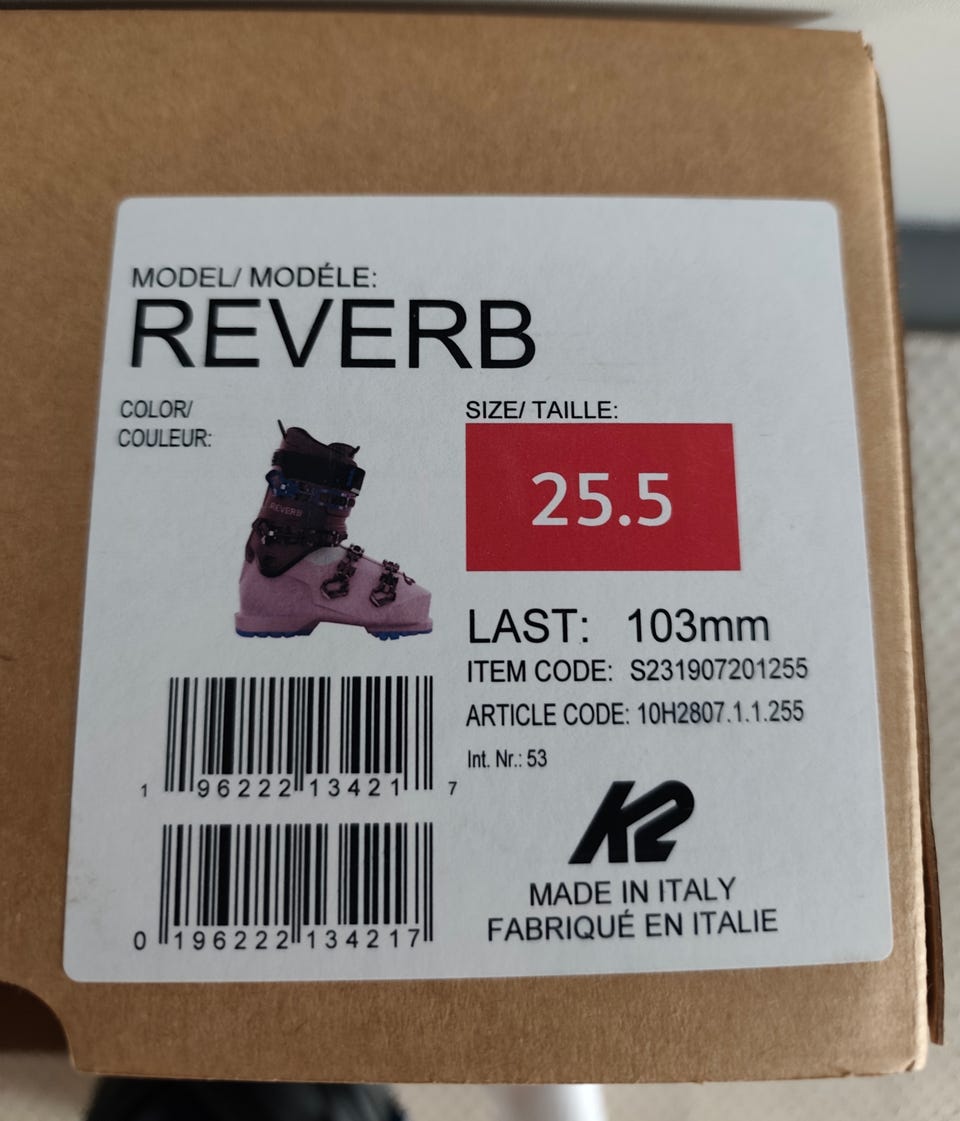 MODEL/ MODÉLE:
REVERB
COLOR/
COULEUR:
REVERB
SIZE/ TAILLE:
25.5
LAST: 103mm
ITEM CODE: S231907201255
ARTICLE CODE: 10H2807.1.1.255
Int. Nr.: 53
1 96222 13421 7
0 196222 134217
K2
MADE IN ITALY
FABRIQUÉ EN ITALIE